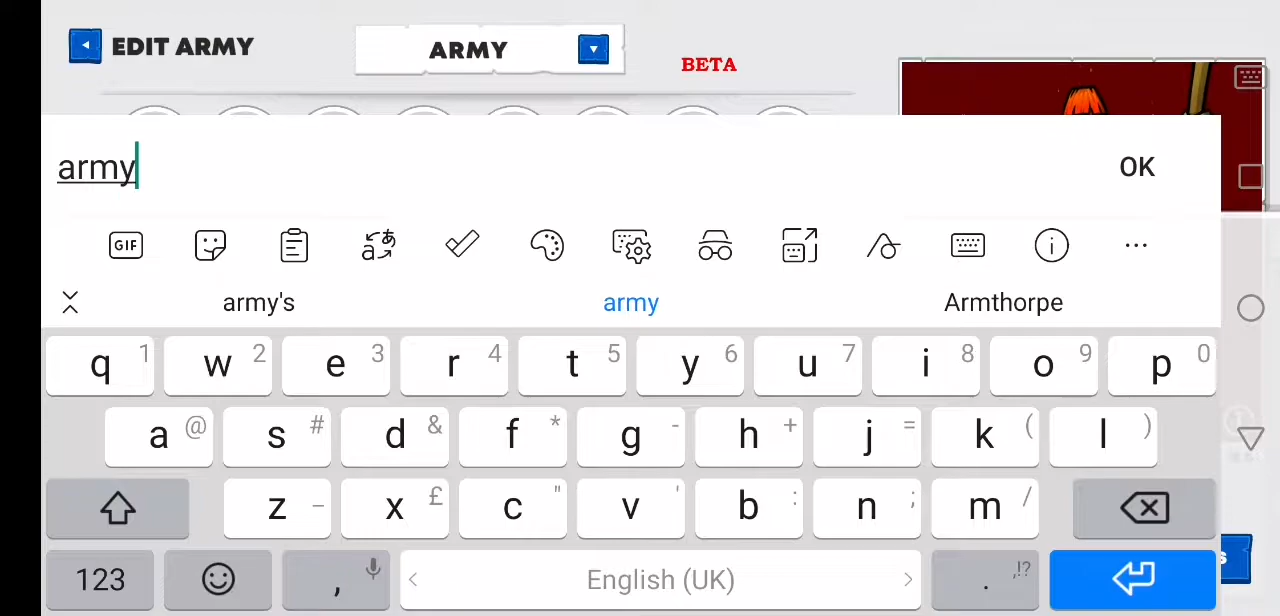 EDIT ARMY
ARMY
BETA
army
OK
GIF
army's army Armthorpe
q 1 w 2 e 3 r 4 t 5 y 6 u 7 i 8 o 9 p 0
a @ s # d & f * g - h + j = k ( l )
z _ x £ c " v ' b : n ; m /
123 , < English (UK) > . ,!?
s